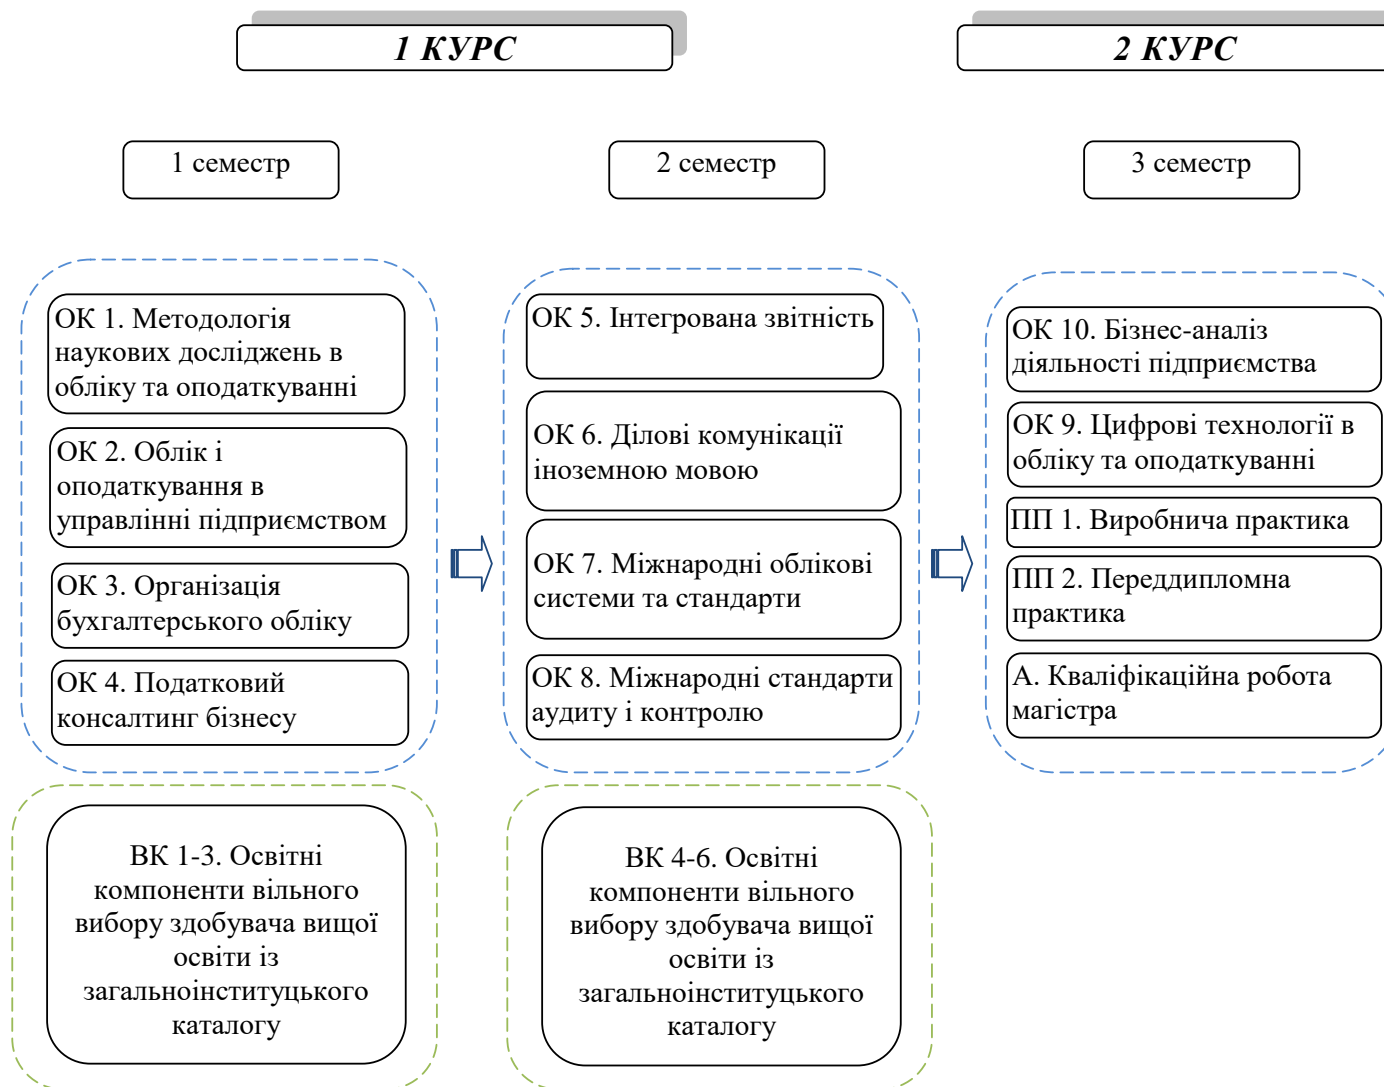 1 КУРС
2 КУРС
1 семестр
2 семестр
3 семестр
ОК 1. Методологія
наукових досліджень в
обліку та оподаткуванні
ОК 2. Облік і
оподаткування в
управлінні підприємством
ОК 3. Організація
бухгалтерського обліку
ОК 4. Податковий
консалтинг бізнесу
ВК 1-3. Освітні
компоненти вільного
вибору здобувача вищої
освіти із
загальноінституцького
каталогу
ОК 5. Інтегрована звітність
ОК 6. Ділові комунікації
іноземною мовою
ОК 7. Міжнародні облікові
системи та стандарти
ОК 8. Міжнародні стандарти
аудиту і контролю
ВК 4-6. Освітні
компоненти вільного
вибору здобувача вищої
освіти із
загальноінституцького
каталогу
ОК 10. Бізнес-аналіз
діяльності підприємства
ОК 9. Цифрові технології в
обліку та оподаткуванні
ПП 1. Виробнича практика
ПП 2. Переддипломна
практика
А. Кваліфікаційна робота
магістра